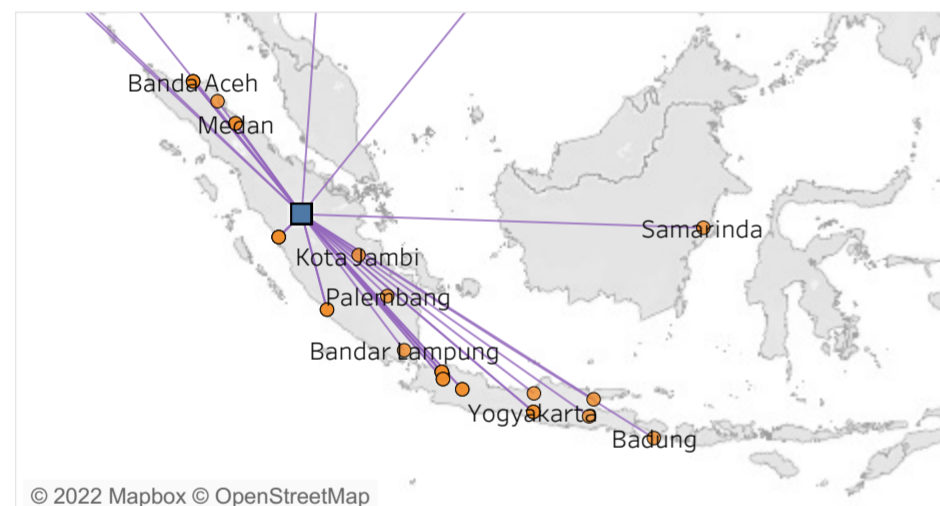 Banda Aceh
Medan
Samarinda
Kota Jambi
Palembang
Bandar Lampung
Yogyakarta
Badung
© 2022 Mapbox © OpenStreetMap